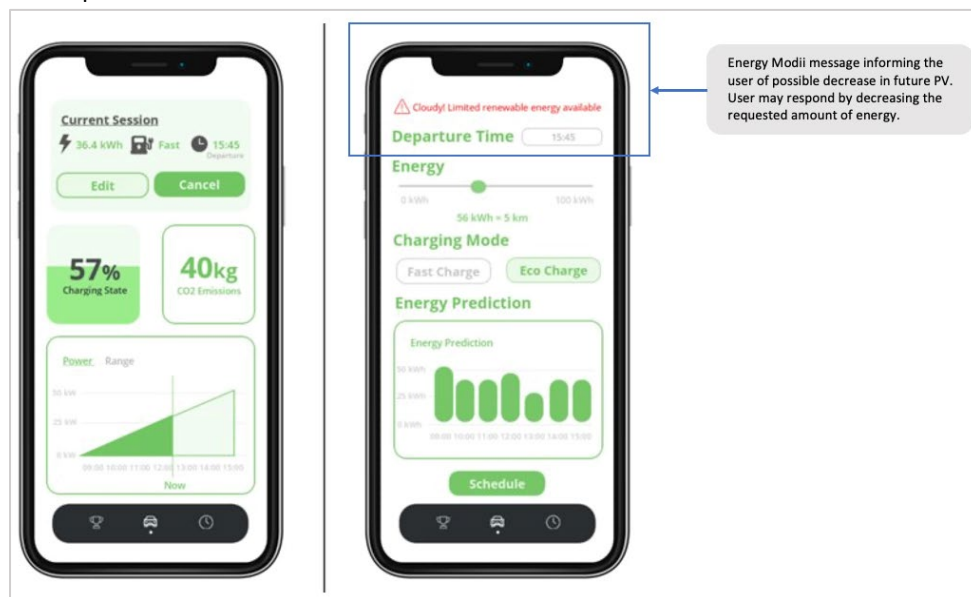 Current Session
36.4 kWh Fast 15:45
Departure
Edit Cancel
57%
Charging State
40kg
CO2 Emissions
Power Range
50 kW
25 kW
0 kW
09:00 10:00 11:00 12:00 13:00 14:00 15:00
Now
Cloudy! Limited renewable energy available
Departure Time 15:45
Energy
0 kWh 100 kWh
56 kWh = 5 km
Charging Mode
Fast Charge Eco Charge
Energy Prediction
Energy Prediction
50 kWh
25 kWh
0 kWh
09:00 10:00 11:00 12:00 13:00 14:00 15:00
Schedule
Energy Modii message informing the
user of possible decrease in future PV.
User may respond by decreasing the
requested amount of energy.